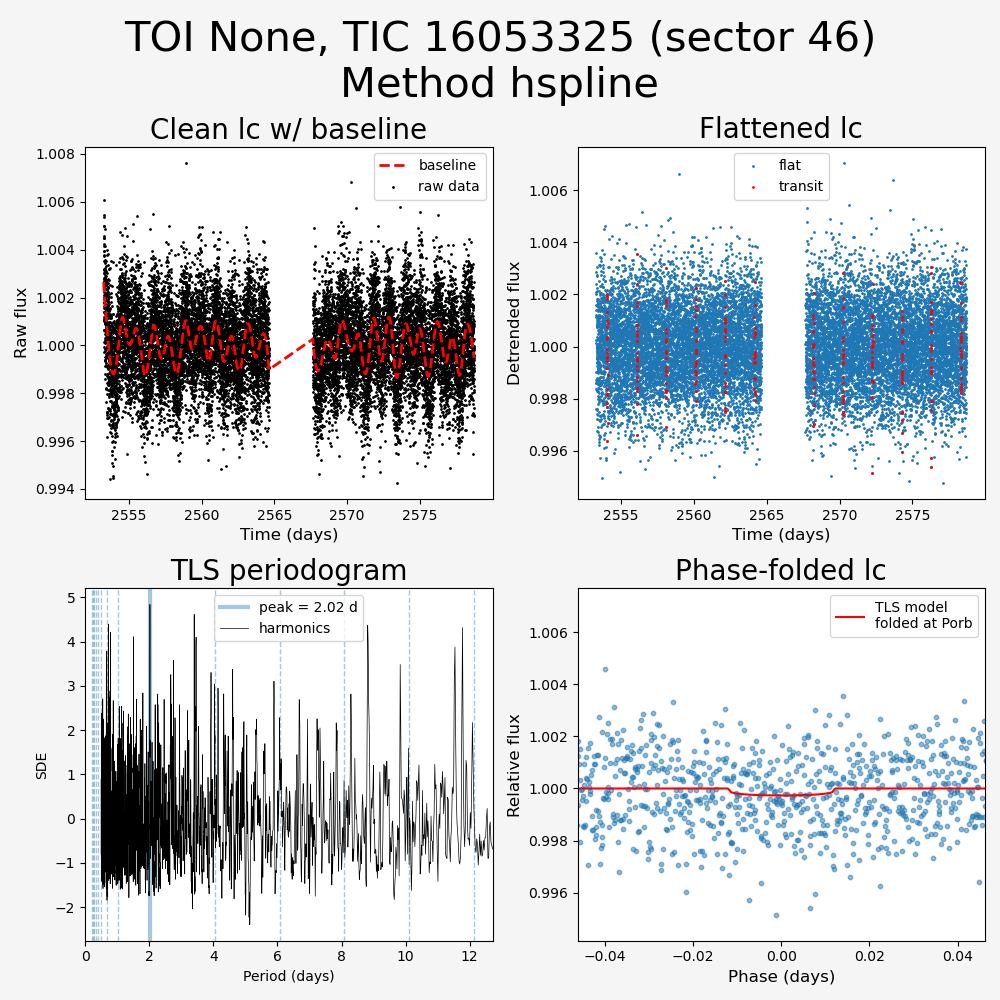 TOI None, TIC 16053325 (sector 46)
Method hspline
Clean lc w/ baseline
Flattened lc
1.008
1.006
1.004
1.002
1.000
0.998
0.996
0.994
Raw flux
baseline
raw data
2555
2560
2565
2570
2575
Time (days)
1.006
1.004
1.002
1.000
0.998
0.996
Detrended flux
flat
transit
2555
2560
2565
2570
2575
Time (days)
TLS periodogram
Phase-folded lc
5
4
3
2
1
0
−1
−2
SDE
peak = 2.02 d
harmonics
0
2
4
6
8
10
12
Period (days)
1.006
1.004
1.002
1.000
0.998
0.996
Relative flux
TLS model
folded at Porb
−0.04
−0.02
0.00
0.02
0.04
Phase (days)